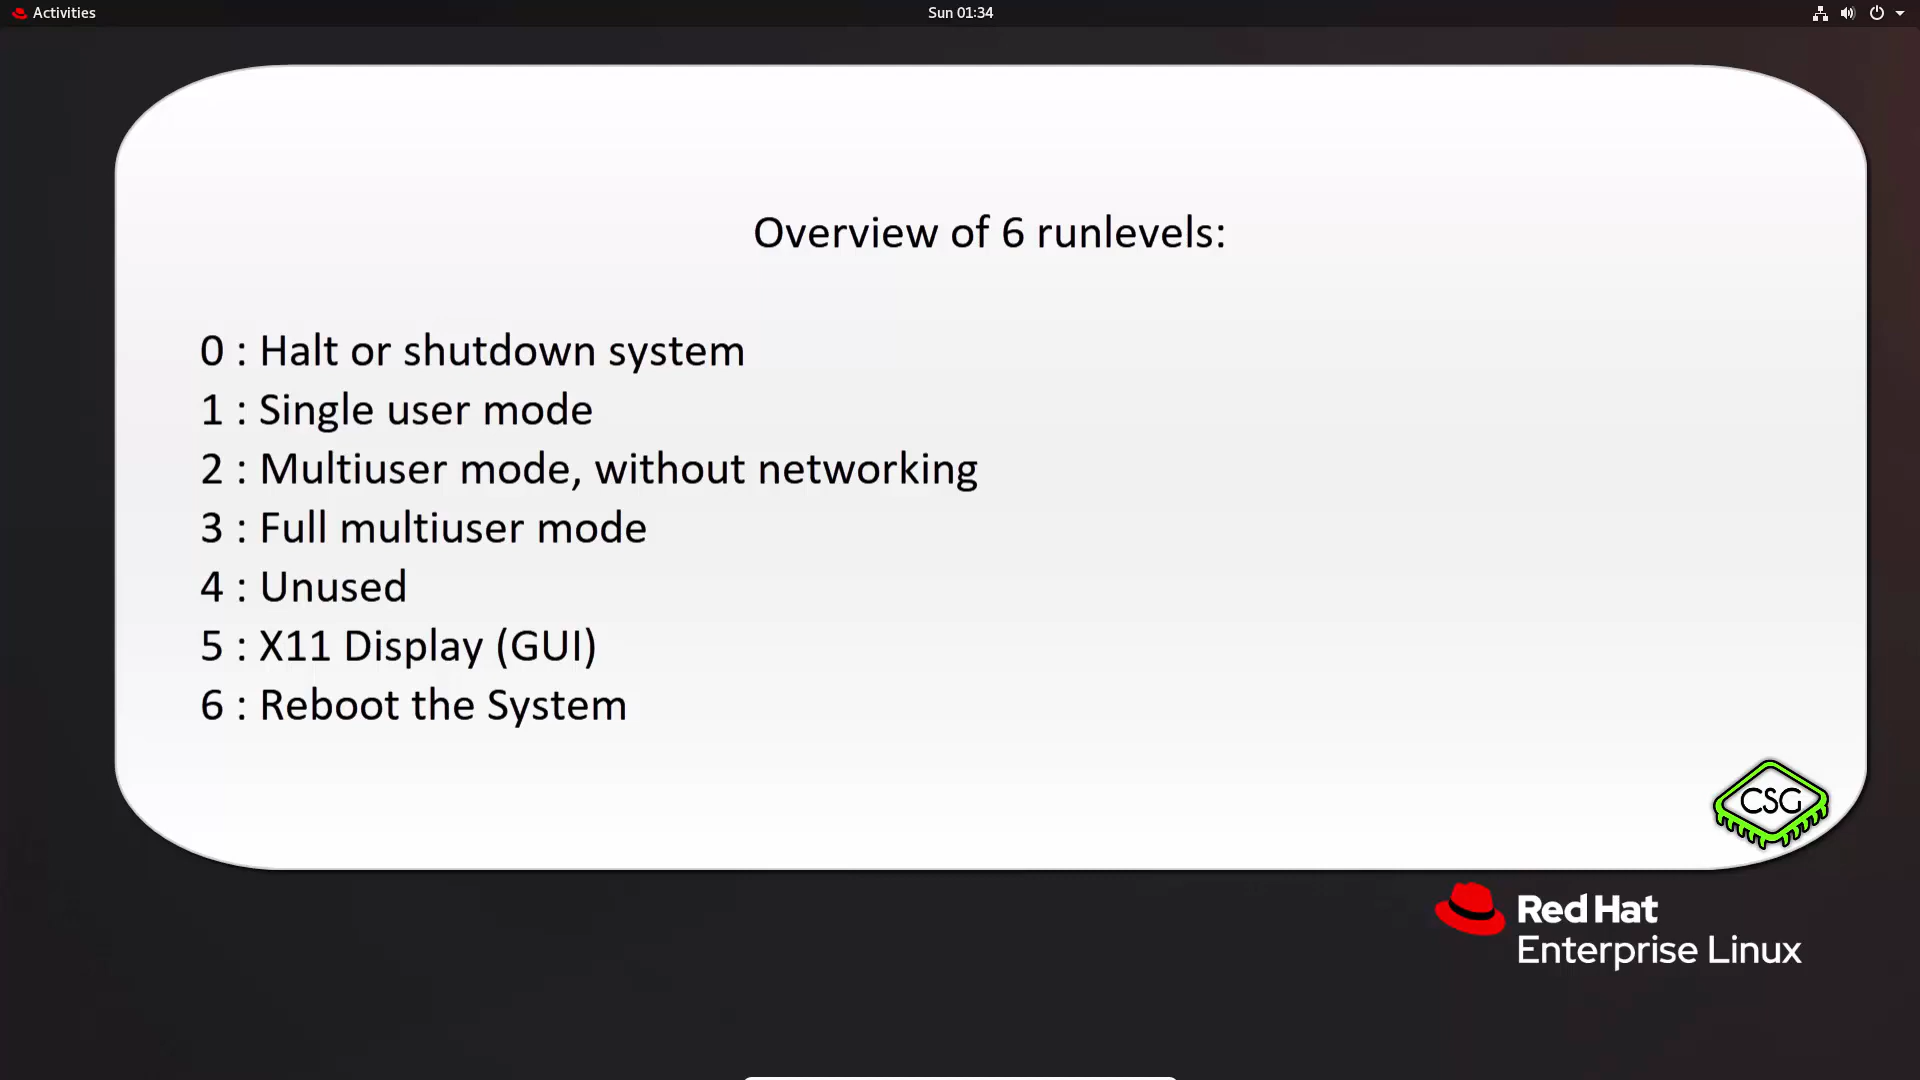 Activities
Sun 01:34
Overview of 6 runlevels:
0 : Halt or shutdown system
1 : Single user mode
2 : Multiuser mode, without networking
3 : Full multiuser mode
4 : Unused
5 : X11 Display (GUI)
6 : Reboot the System
CSG
Red Hat
Enterprise Linux